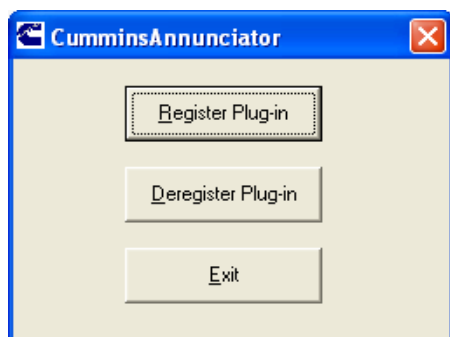 CumminsAnnunciator
Register Plug-in
Deregister Plug-in
Exit